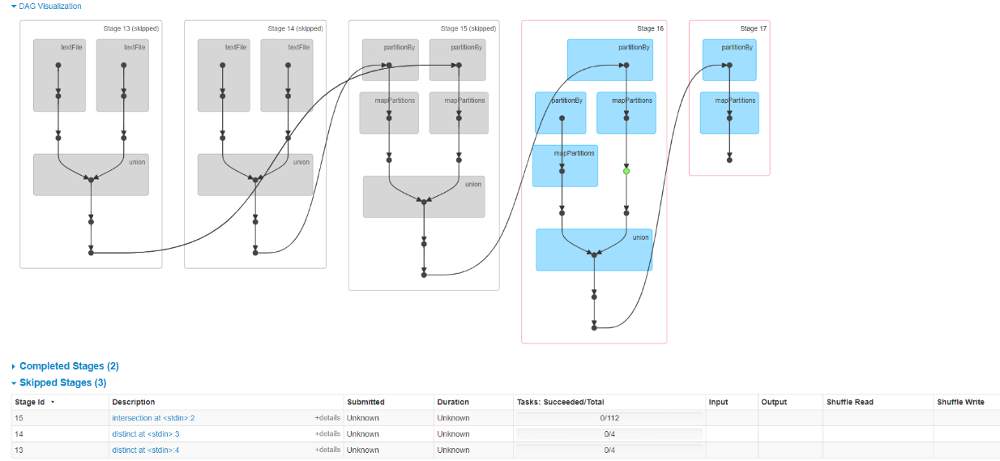 DAG Visualization
Stage 13 (skipped)
textFile
textFile
union
Stage 14 (skipped)
textFile
textFile
union
Stage 15 (skipped)
partitionBy
partitionBy
mapPartitions
mapPartitions
union
Stage 16
partitionBy
partitionBy
mapPartitions
mapPartitions
union
Stage 17
partitionBy
mapPartitions
Completed Stages (2)
Skipped Stages (3)
Stage Id Description Submitted Duration Tasks: Succeeded/Total Input Output Shuffle Read Shuffle Write
15 intersection at <stdin>:2 +details Unknown Unknown 0/112
14 distinct at <stdin>:3 +details Unknown Unknown 0/4
13 distinct at <stdin>:4 +details Unknown Unknown 0/4